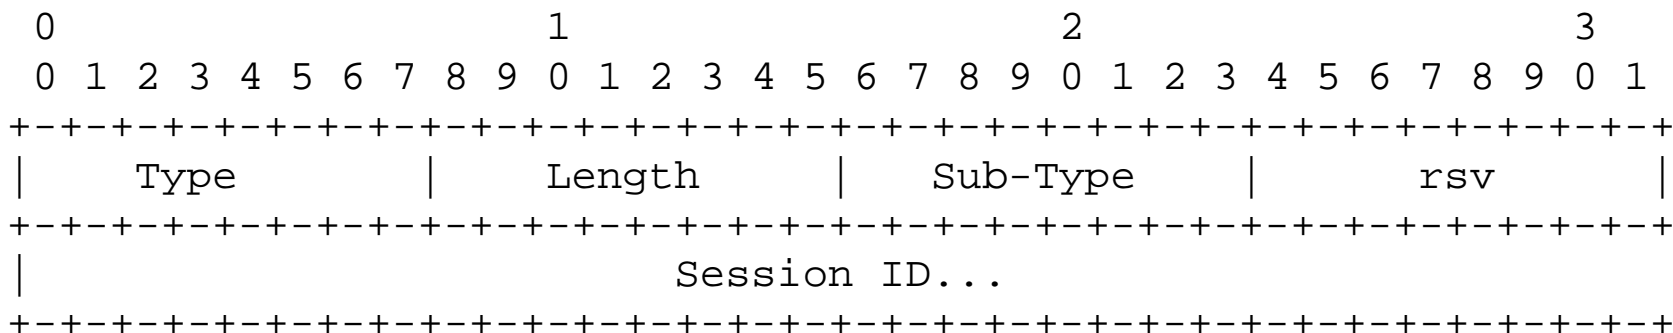 0                   1                   2                   3
 0 1 2 3 4 5 6 7 8 9 0 1 2 3 4 5 6 7 8 9 0 1 2 3 4 5 6 7 8 9 0 1
+-+-+-+-+-+-+-+-+-+-+-+-+-+-+-+-+-+-+-+-+-+-+-+-+-+-+-+-+-+-+-+-+
|    Type       |    Length     |   Sub-Type    |      rsv      |
+-+-+-+-+-+-+-+-+-+-+-+-+-+-+-+-+-+-+-+-+-+-+-+-+-+-+-+-+-+-+-+-+
|                         Session ID...
+-+-+-+-+-+-+-+-+-+-+-+-+-+-+-+-+-+-+-+-+-+-+-+-+-+-+-+-+-+-+-+-+